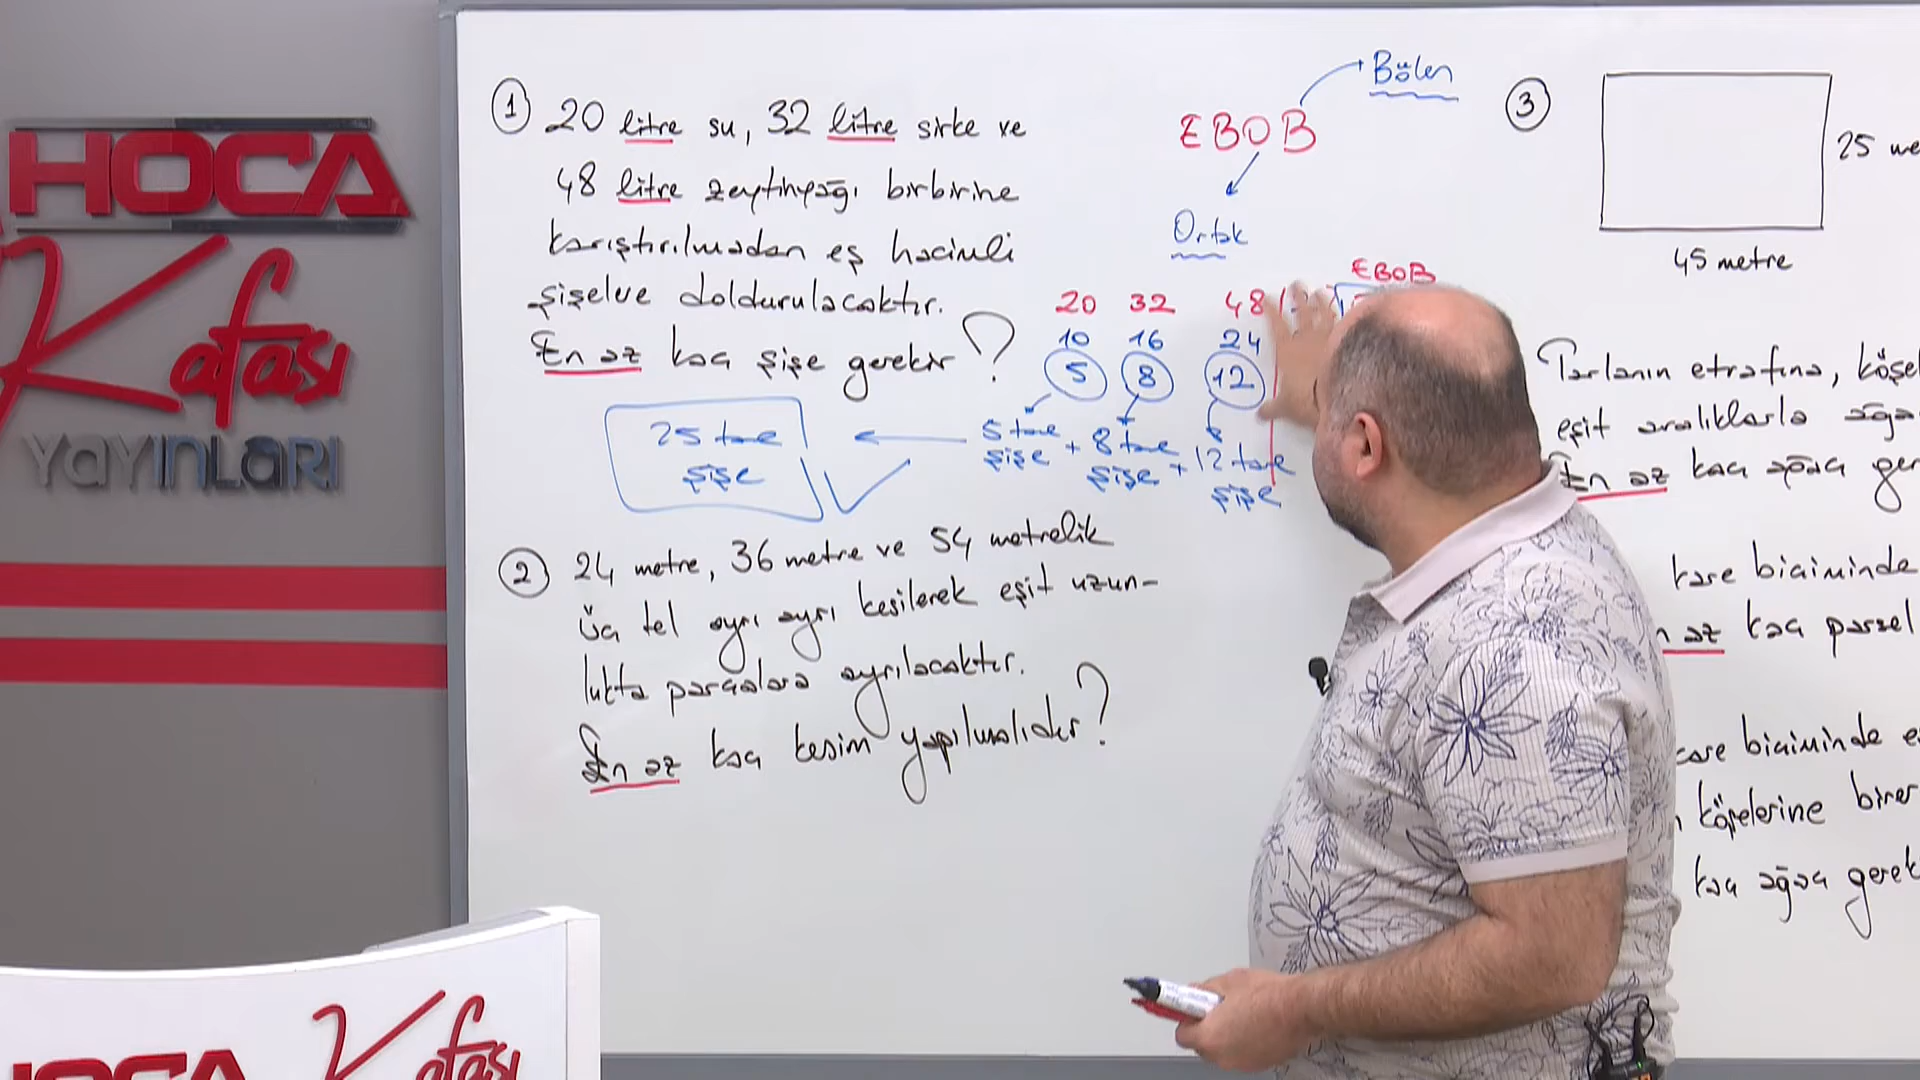 HOCA
Kafası
YAYINLARI
1 20 litre su, 32 litre sirke ve
48 litre zeytinyağı birbirine
karıştırılmadan eş hacimli
şişelere doldurulacaktır.
En az kaç şişe gerekir?
25 tane
şişe
EBOB
Bölen
Ortak
EBOB
20 32 48
10 16 24
5 8 12
5 tane şişe + 8 tane şişe + 12 tane şişe
2 24 metre, 36 metre ve 54 metrelik
üç tel ayrı ayrı kesilerek eşit uzun-
lukta parçalara ayrılacaktır.
En az kaç kesim yapılmalıdır?
3
25 me
45 metre
Tarlanın etrafına, köşel
eşit aralıklarla ağaç
En az kaç ağaç ger
kare biçiminde
n az kaç parsel
kare biçiminde e
köşelerine birer
kaç ağaç gerek
HOCA
Kafası